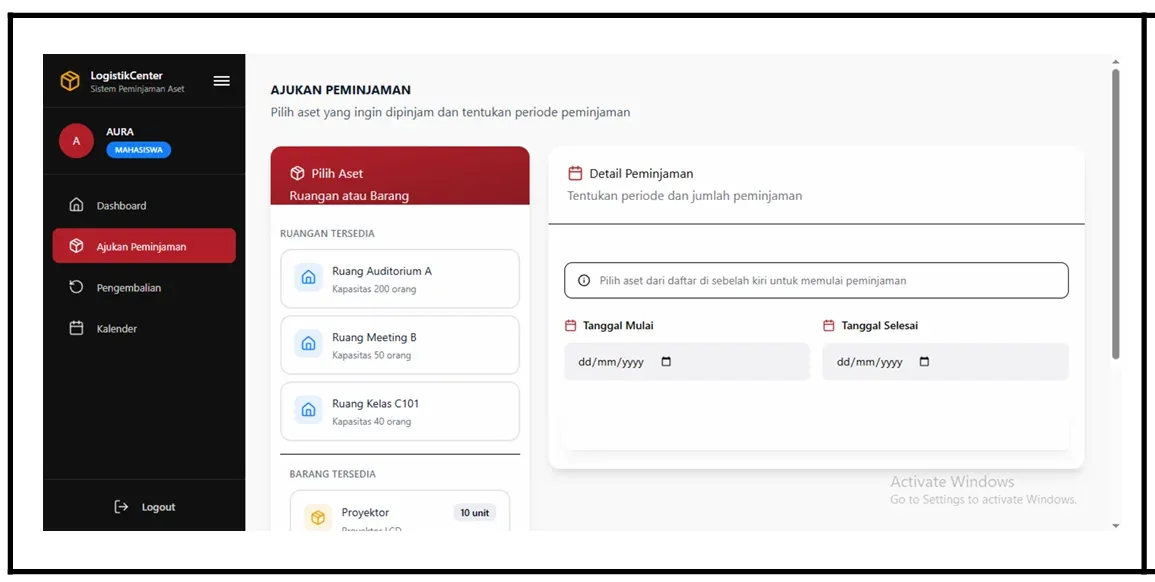 LogistikCenter
Sistem Peminjaman Aset
A
AURA
MAHASISWA
Dashboard
Ajukan Peminjaman
Pengembalian
Kalender
Logout
AJUKAN PEMINJAMAN
Pilih aset yang ingin dipinjam dan tentukan periode peminjaman
Pilih Aset
Ruangan atau Barang
RUANGAN TERSEDIA
Ruang Auditorium A
Kapasitas 200 orang
Ruang Meeting B
Kapasitas 50 orang
Ruang Kelas C101
Kapasitas 40 orang
BARANG TERSEDIA
Proyektor
10 unit
Proyektor LCD
Detail Peminjaman
Tentukan periode dan jumlah peminjaman
Pilih aset dari daftar di sebelah kiri untuk memulai peminjaman
Tanggal Mulai
dd/mm/yyyy
Tanggal Selesai
dd/mm/yyyy
Activate Windows
Go to Settings to activate Windows.